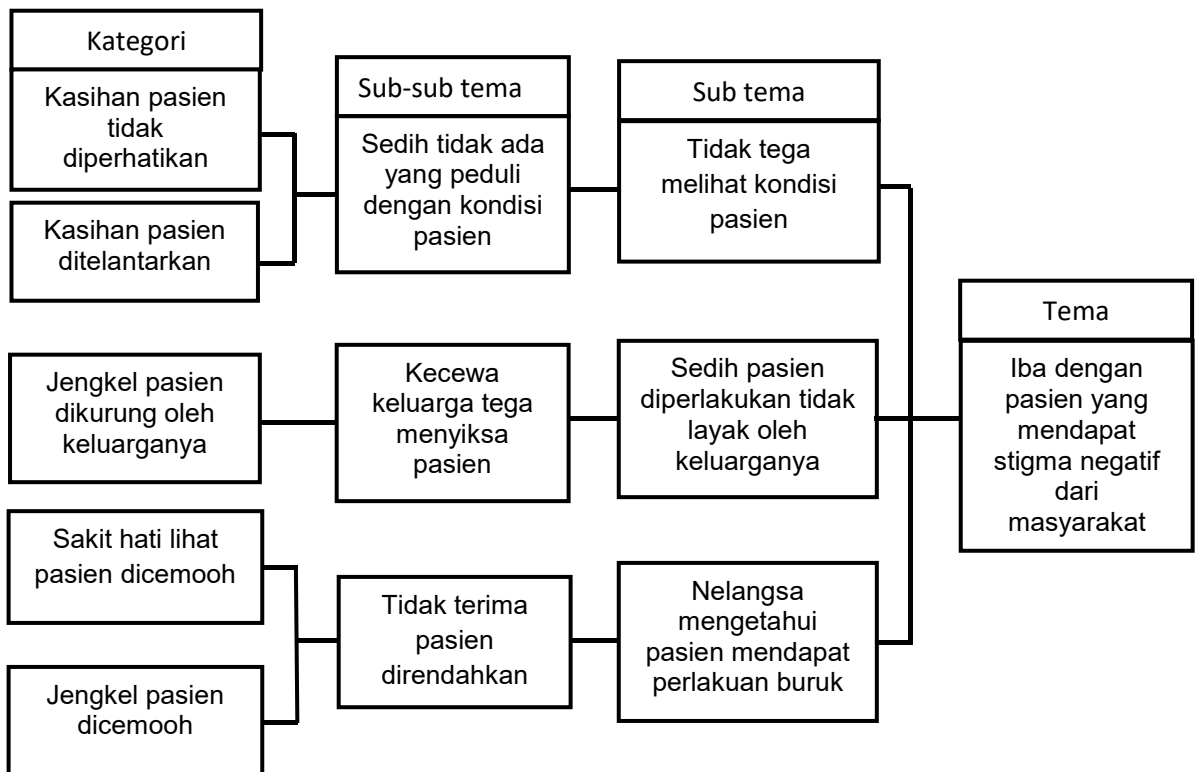 Kategori
Kasihan pasien
tidak
diperhatikan
Kasihan pasien
ditelantarkan
Sub-sub tema
Sedih tidak ada
yang peduli
dengan kondisi
pasien
Sub tema
Tidak tega
melihat kondisi
pasien
Jengkel pasien
dikurung oleh
keluarganya
Kecewa
keluarga tega
menyiksa
pasien
Sedih pasien
diperlakukan tidak
layak oleh
keluarganya
Tema
Iba dengan
pasien yang
mendapat
stigma negatif
dari
masyarakat
Sakit hati lihat
pasien dicemooh
Jengkel pasien
dicemooh
Tidak terima
pasien
direndahkan
Nelangsa
mengetahui
pasien mendapat
perlakuan buruk